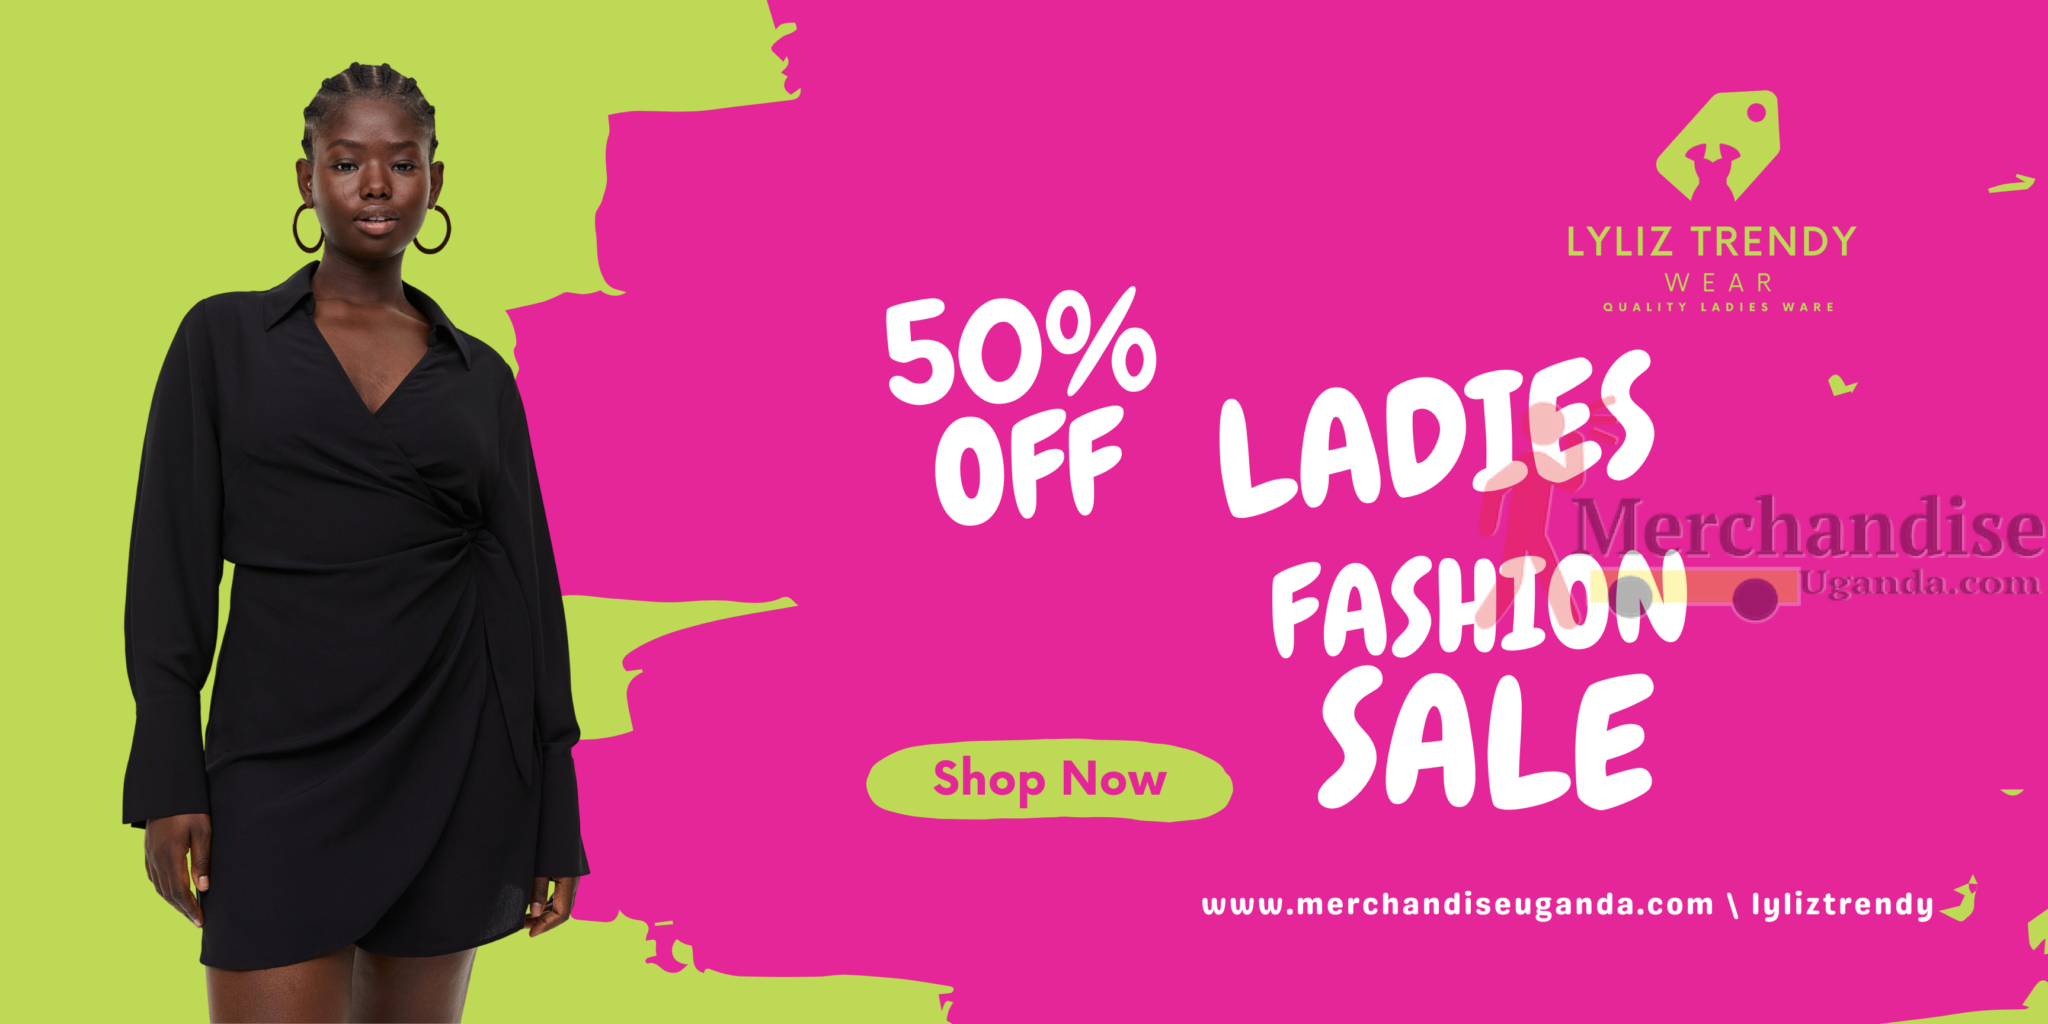 LYLIZ TRENDY
WEAR
QUALITY LADIES WARE
50%
OFF
LADIES
FASHION
SALE
Merchandise
Uganda.com
Shop Now
www.merchandiseuganda.com \ lyliztrendy